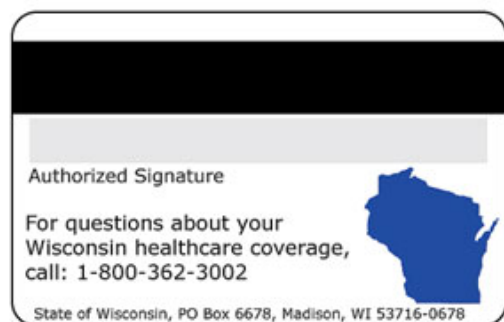 Authorized Signature
For questions about your
Wisconsin healthcare coverage,
call: 1-800-362-3002
State of Wisconsin, PO Box 6678, Madison, WI 53716-0678